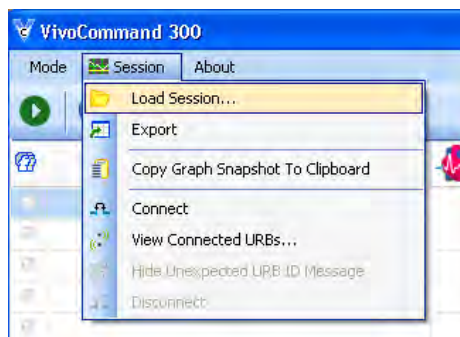 VivoCommand 300
Mode Session About
Load Session...
Export
Copy Graph Snapshot To Clipboard
Connect
View Connected URBs...
Hide Unexpected URB ID Message
Disconnect